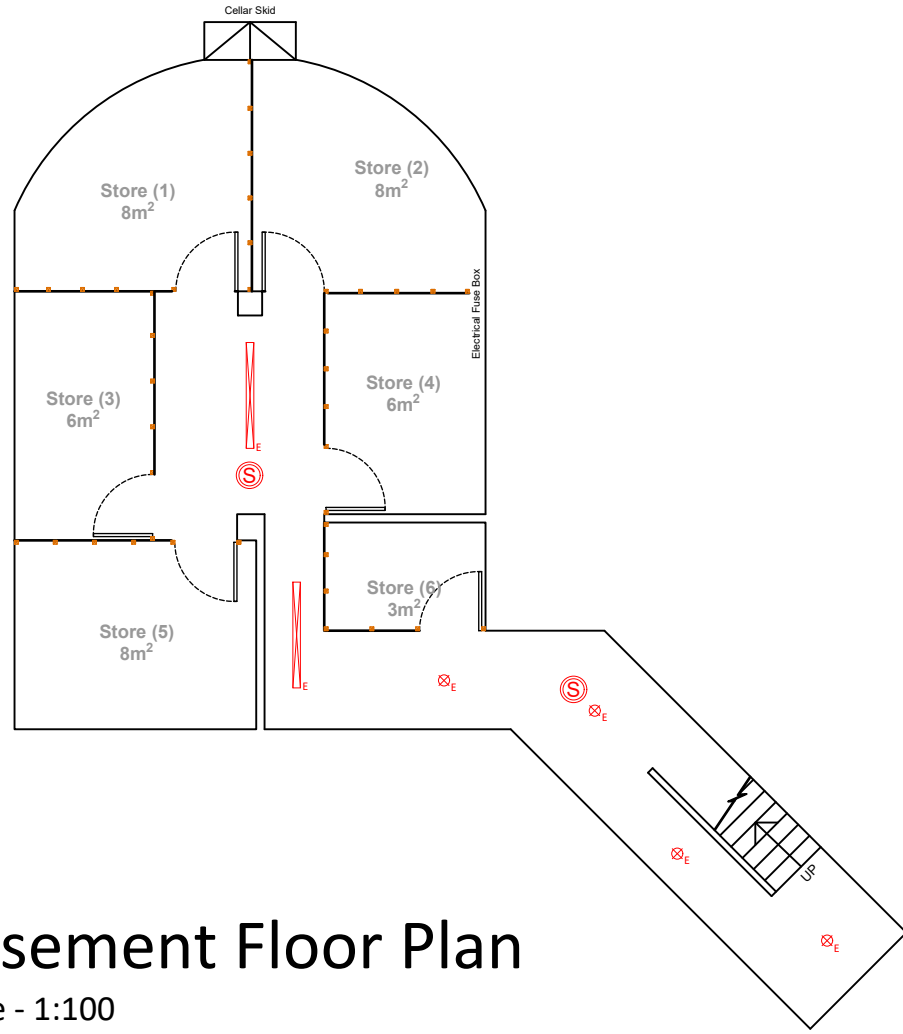 Cellar Skid
Store (1)
8m²
Store (2)
8m²
Electrical Fuse Box
Store (3)
6m²
Store (4)
6m²
E
S
Store (6)
3m²
Store (5)
8m²
E
E
S
E
E
UP
E
sement Floor Plan
e - 1:100